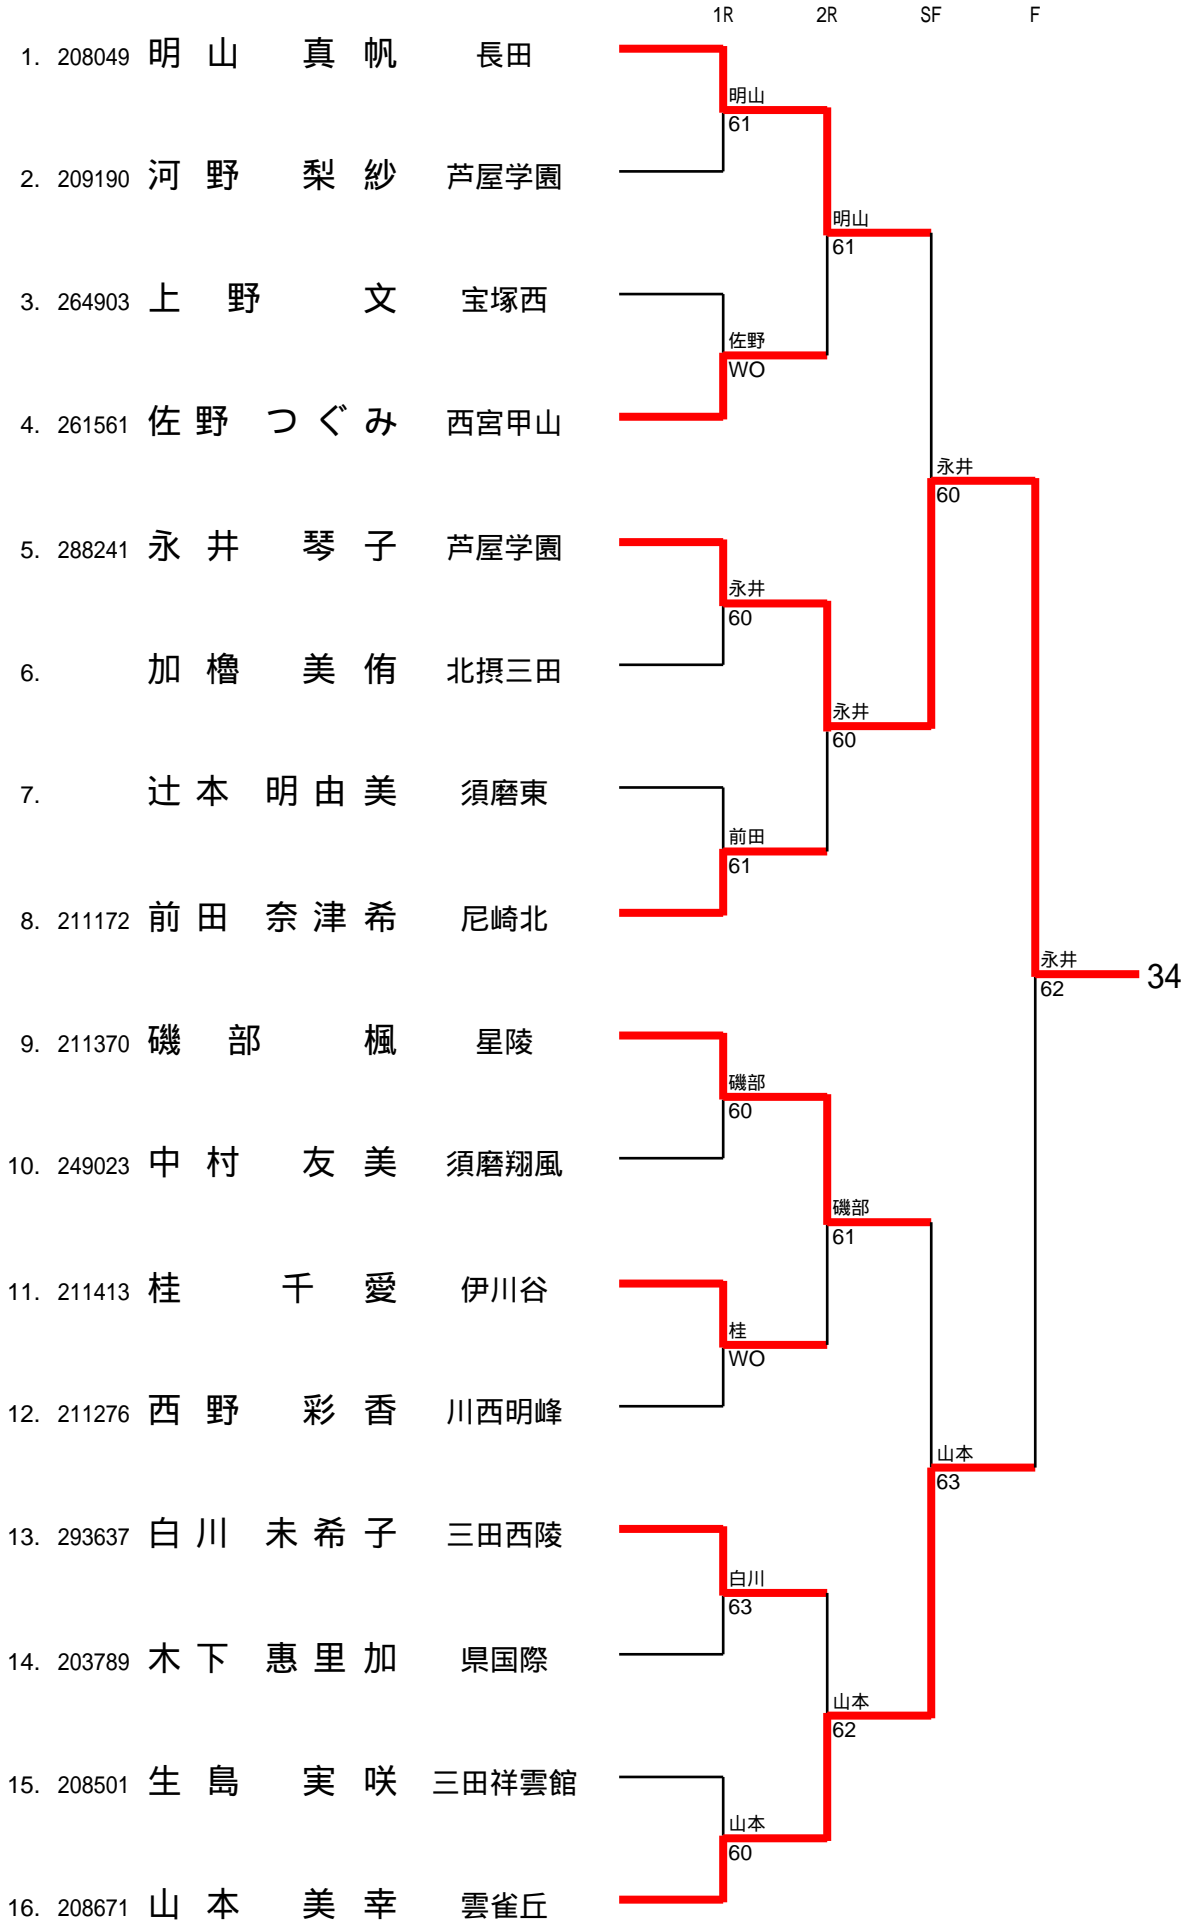 1R 2R SF F
1. 208049 明山 真帆 長田
明山
61
2. 209190 河野 梨紗 芦屋学園
明山
61
3. 264903 上野 文 宝塚西
佐野
WO
4. 261561 佐野 つぐみ 西宮甲山
永井
60
5. 288241 永井 琴子 芦屋学園
永井
60
6. 加櫓 美侑 北摂三田
永井
60
7. 辻本 明由美 須磨東
前田
61
8. 211172 前田 奈津希 尼崎北
永井
62
34
9. 211370 磯部 楓 星陵
磯部
60
10. 249023 中村 友美 須磨翔風
磯部
61
11. 211413 桂 千愛 伊川谷
桂
WO
12. 211276 西野 彩香 川西明峰
山本
63
13. 293637 白川 未希子 三田西陵
白川
63
14. 203789 木下 惠里加 県国際
山本
62
15. 208501 生島 実咲 三田祥雲館
山本
60
16. 208671 山本 美幸 雲雀丘